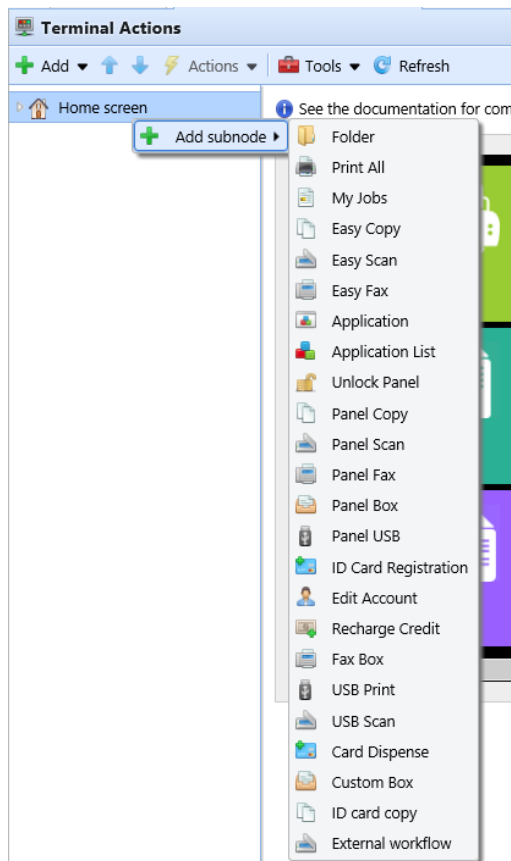 Terminal Actions
Add Actions Tools Refresh
Home screen
See the documentation for com
Add subnode
Folder
Print All
My Jobs
Easy Copy
Easy Scan
Easy Fax
Application
Application List
Unlock Panel
Panel Copy
Panel Scan
Panel Fax
Panel Box
Panel USB
ID Card Registration
Edit Account
Recharge Credit
Fax Box
USB Print
USB Scan
Card Dispense
Custom Box
ID card copy
External workflow